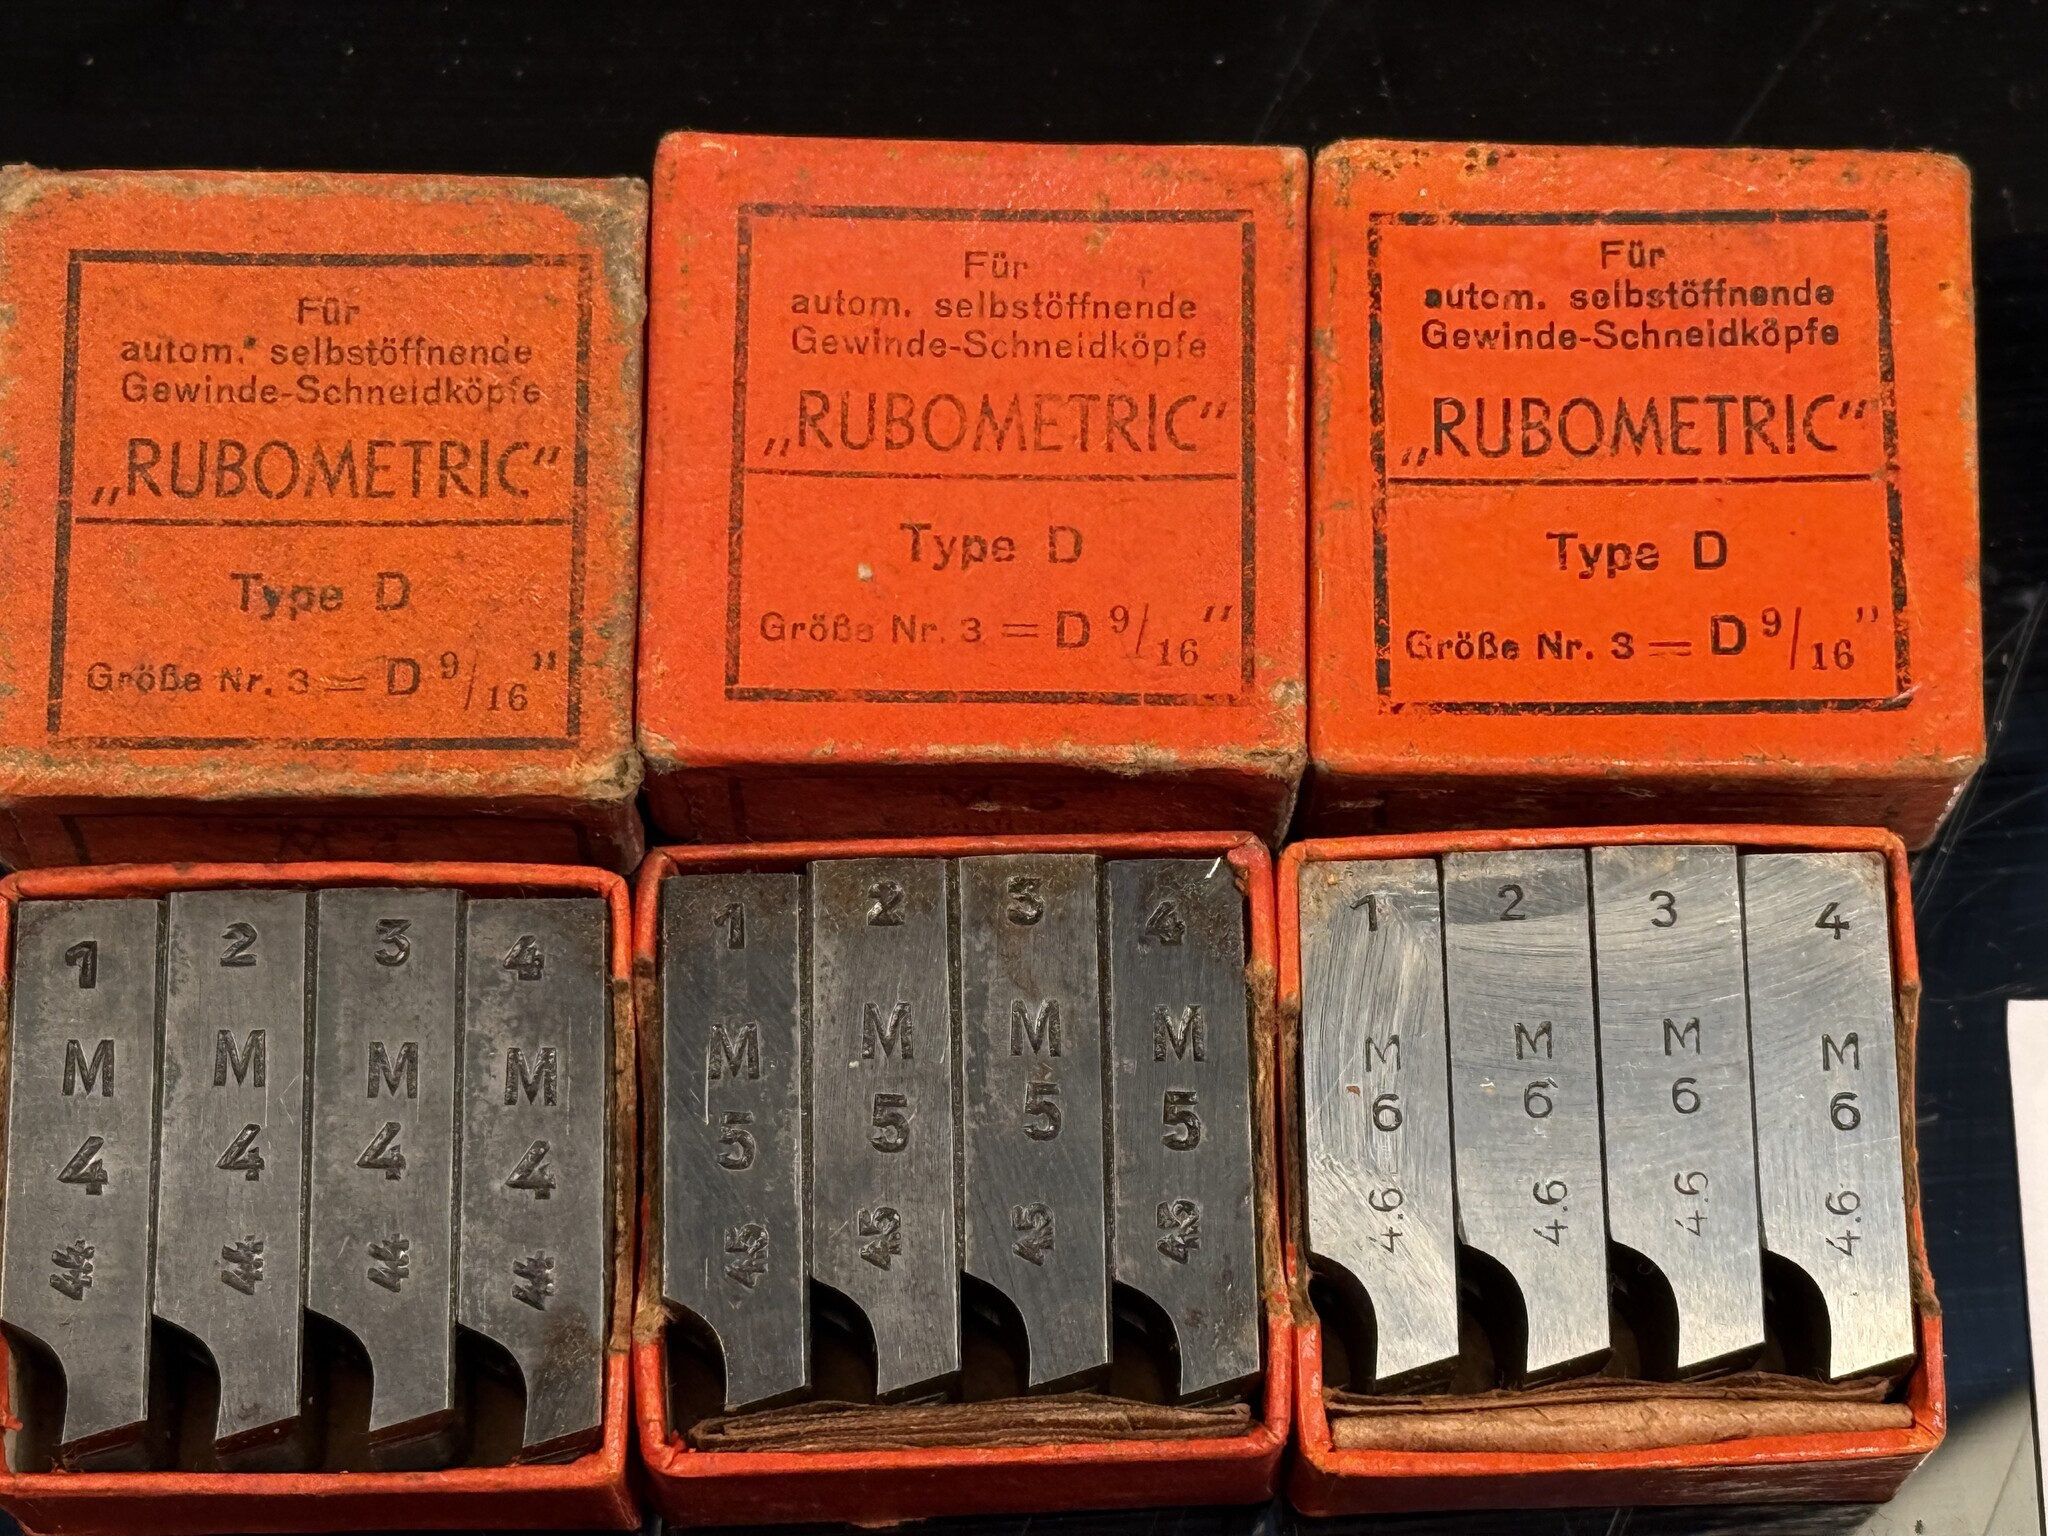 Für
autom. selbstöffnende
Gewinde-Schneidköpfe
„RUBOMETRIC“
Type D
Größe Nr. 3 = D 9/16"
Für
autom. selbstöffnende
Gewinde-Schneidköpfe
„RUBOMETRIC“
Type D
Größe Nr. 3 = D 9/16"
Für
autom. selbstöffnende
Gewinde-Schneidköpfe
„RUBOMETRIC“
Type D
Größe Nr. 3 = D 9/16"
1
M
4
2
M
4
3
M
4
4
M
4
1
M
5
45
2
M
5
45
3
M
5
45
4
M
5
45
1
M
6
4.6
2
M
6
4.6
3
M
6
4.6
4
M
6
4.6